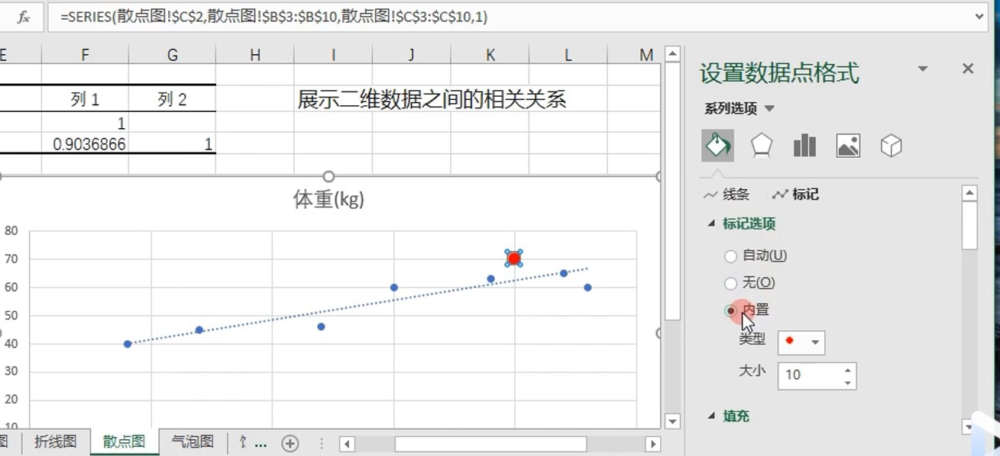 fx =SERIES(散点图!$C$2,散点图!$B$3:$B$10,散点图!$C$3:$C$10,1)
E F G H I J K L M
列 1 列 2 展示二维数据之间的相关关系
1
0.9036866 1
体重(kg)
80
70
60
50
40
30
20
10
图 折线图 散点图 气泡图 ...
设置数据点格式
系列选项
线条 标记
标记选项
自动(U)
无(O)
内置
类型
大小 10
填充